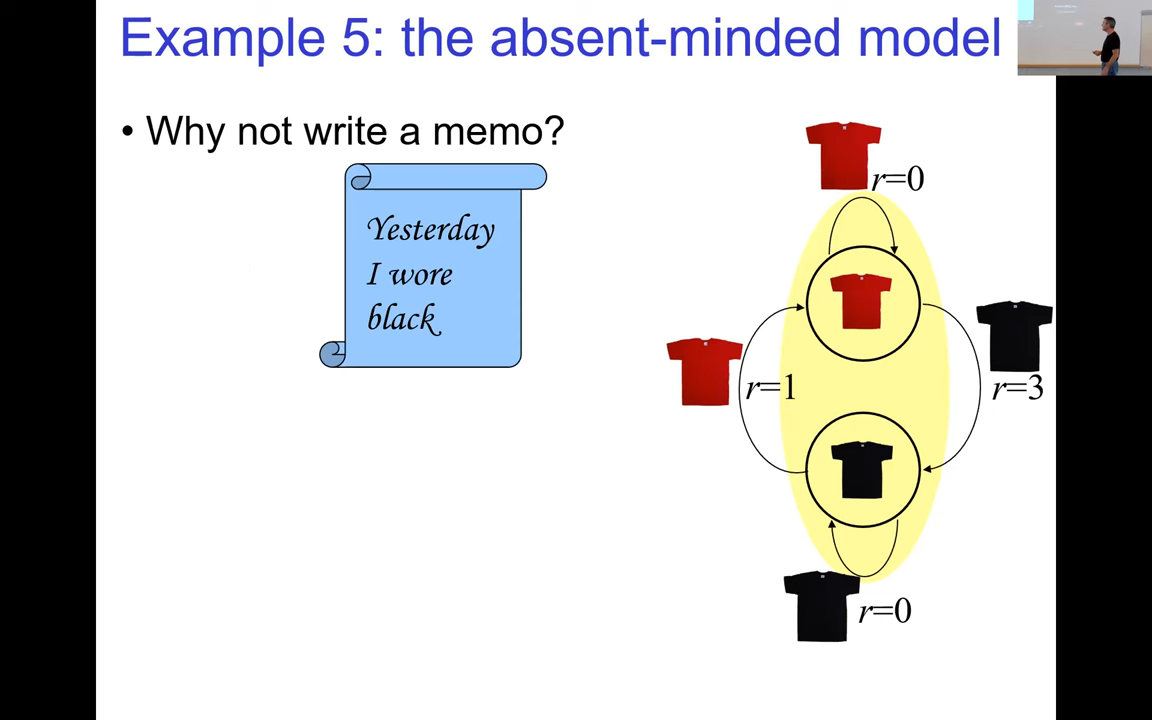 Example 5: the absent-minded model
• Why not write a memo?
Yesterday
I wore
black
r=0
r=1
r=3
r=0